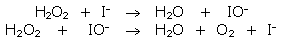 H₂O₂ + I⁻ → H₂O + IO⁻
H₂O₂ + IO⁻ → H₂O + O₂ + I⁻